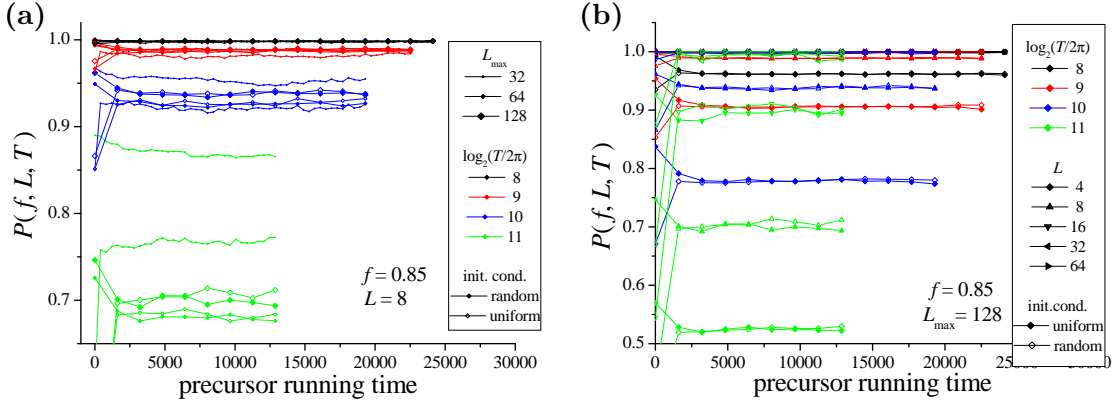 (a)
1.0
0.9
0.8
0.7
P(f, L, T)
0 5000 10000 15000 20000 25000 30000
precursor running time
f = 0.85
L = 8
L_max
32
64
128
log₂(T/2π)
8
9
10
11
init. cond.
random
uniform
(b)
1.0
0.9
0.8
0.7
0.6
0.5
P(f, L, T)
0 5000 10000 15000 20000
precursor running time
f = 0.85
L_max = 128
log₂(T/2π)
8
9
10
11
L
4
8
16
32
64
init.cond.
uniform
random